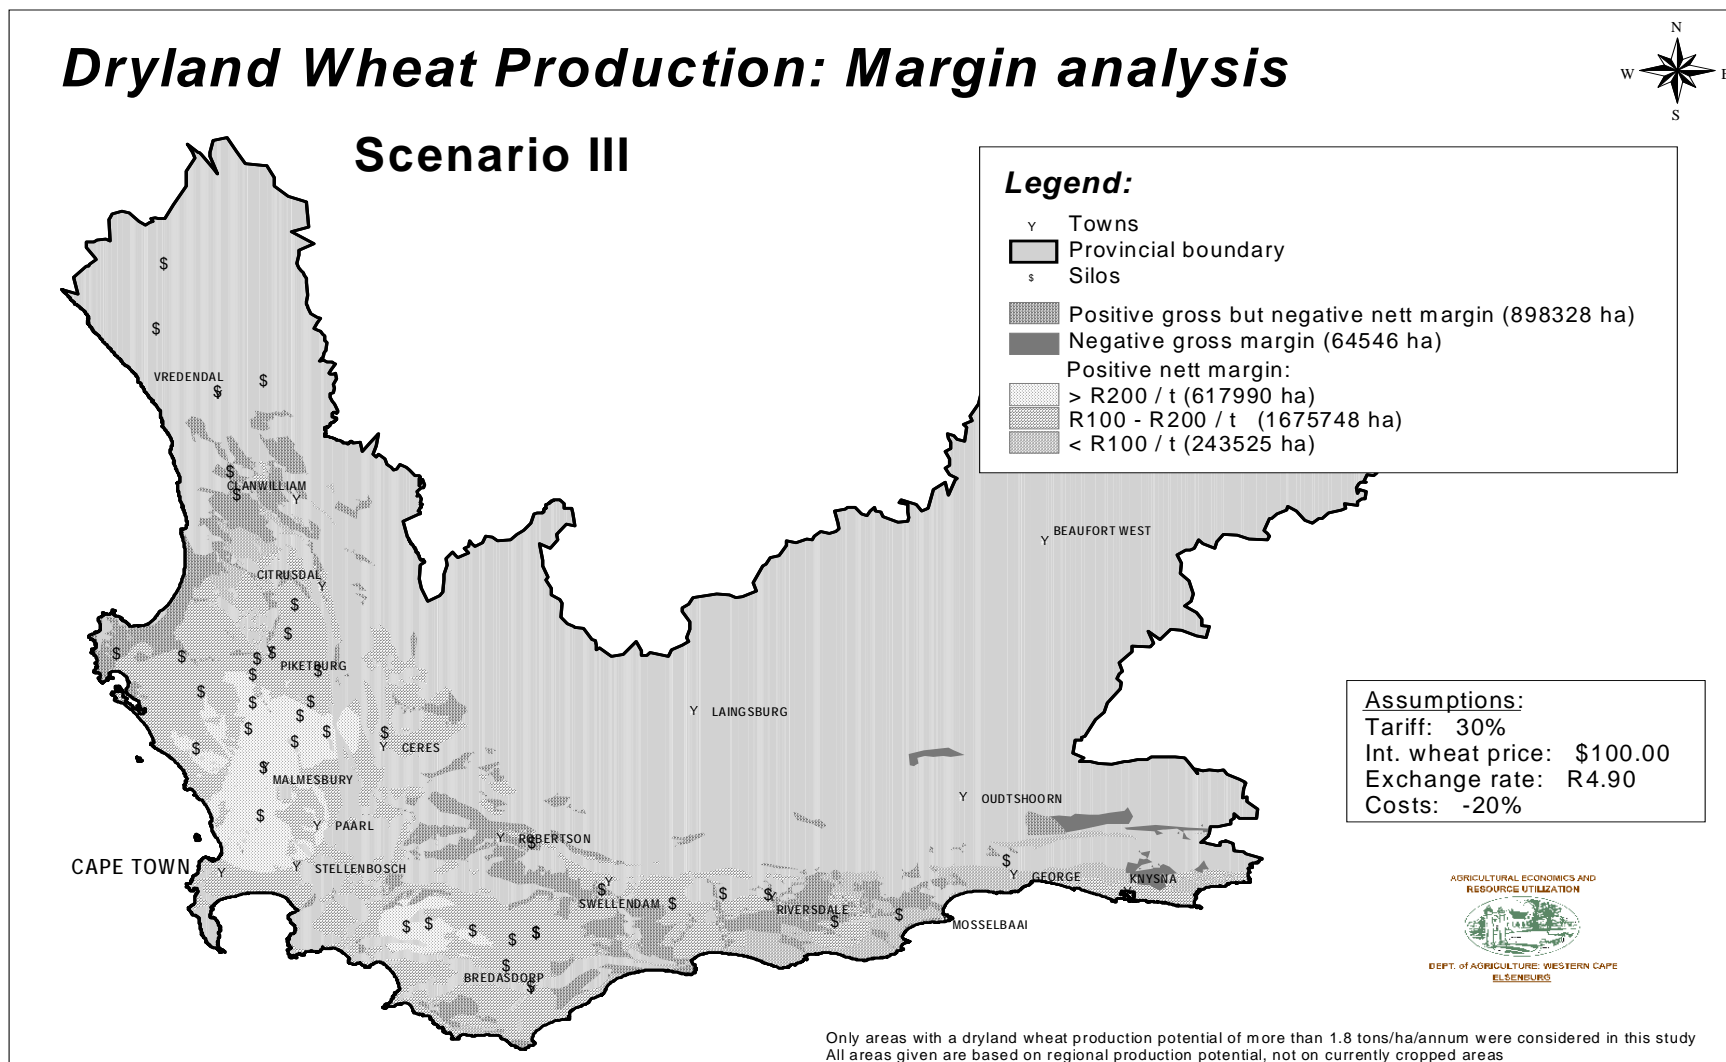 Dryland Wheat Production: Margin analysis
Scenario III
N
W
E
S
Legend:
Y Towns
Provincial boundary
$ Silos
Positive gross but negative nett margin (898328 ha)
Negative gross margin (64546 ha)
Positive nett margin:
> R200 / t (617990 ha)
R100 - R200 / t (1675748 ha)
< R100 / t (243525 ha)
VREDENDAL
CLANWILLIAM
BEAUFORT WEST
CITRUSDAL
PIKETBURG
LAINGSBURG
CERES
MALMESBURY
OUDTSHOORN
PAARL
ROBERTSON
CAPE TOWN
STELLENBOSCH
GEORGE
KNYSNA
SWELLENDAM
RIVERSDALE
MOSSELBAAI
BREDASDORP
Assumptions:
Tariff: 30%
Int. wheat price: $100.00
Exchange rate: R4.90
Costs: -20%
AGRICULTURAL ECONOMICS AND
RESOURCE UTILIZATION
DEPT. of AGRICULTURE: WESTERN CAPE
ELSENBURG
Only areas with a dryland wheat production potential of more than 1.8 tons/ha/annum were considered in this study
All areas given are based on regional production potential, not on currently cropped areas